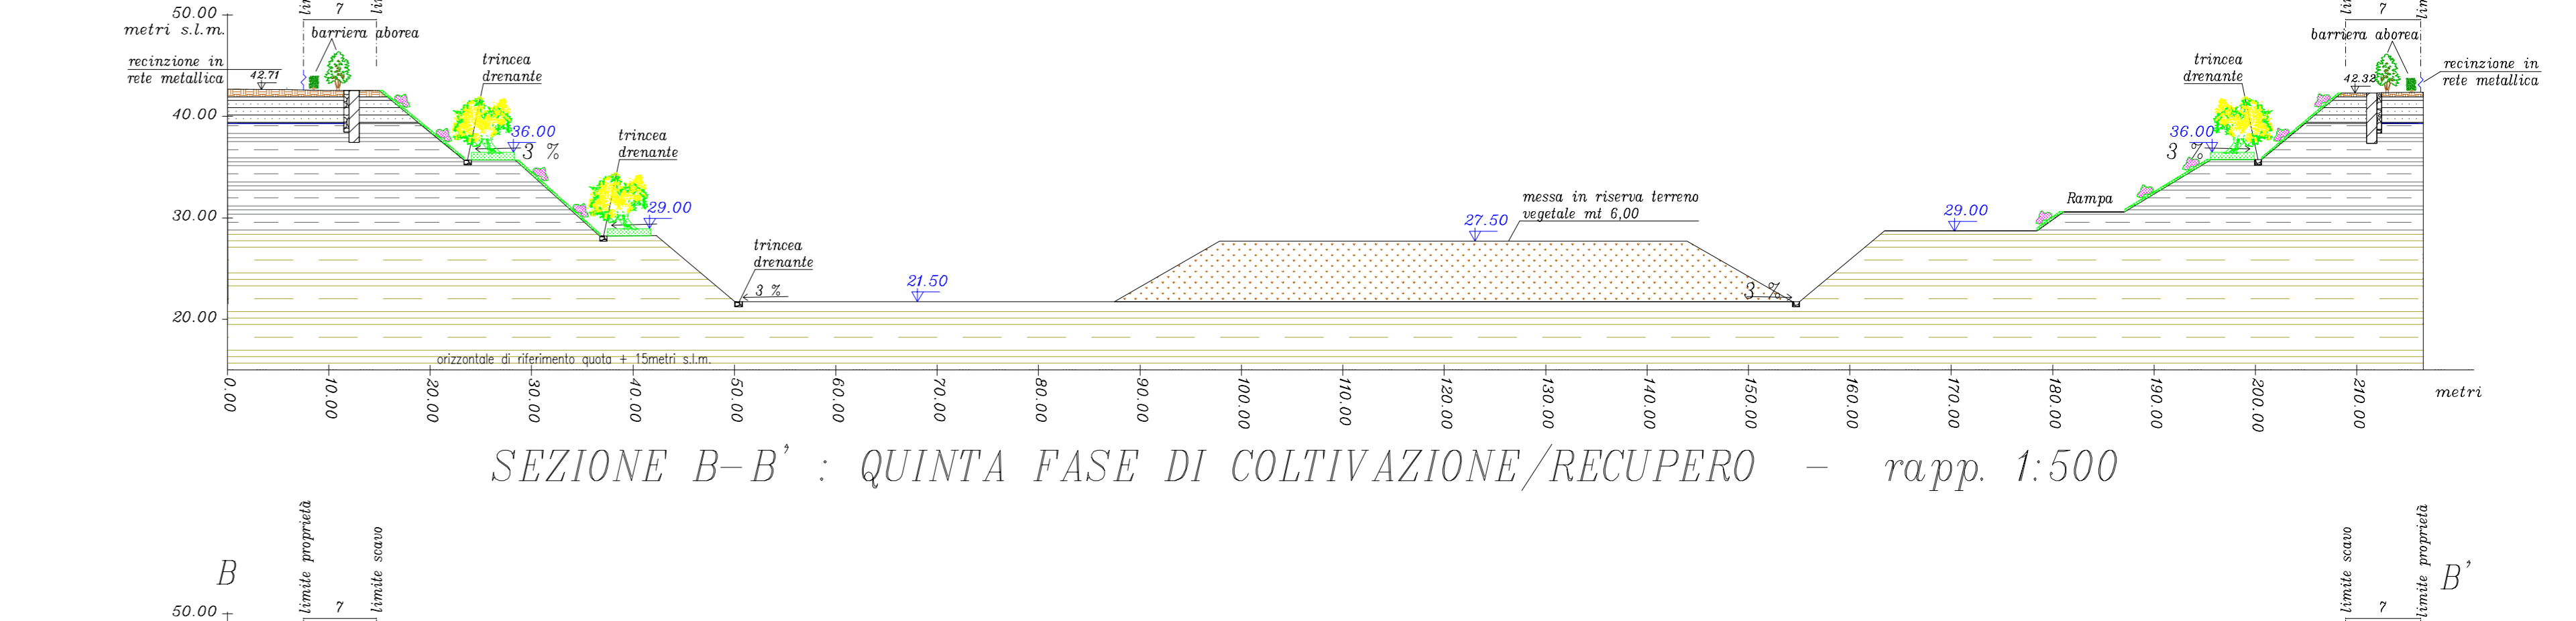 50.00
metri s.l.m.
7
barriera aborea
recinzione in
rete metallica
42.71
trincea
drenante
40.00
36.00
3 %
trincea
drenante
30.00
29.00
trincea
drenante
3 %
21.50
20.00
27.50
messa in riserva terreno
vegetale mt 6,00
3 %
29.00
Rampa
7
barriera aborea
trincea
drenante
42.32
recinzione in
rete metallica
36.00
3 %
orizzontale di riferimento quota + 15metri s.l.m.
0.00
10.00
20.00
30.00
40.00
50.00
60.00
70.00
80.00
90.00
100.00
110.00
120.00
130.00
140.00
150.00
160.00
170.00
180.00
190.00
200.00
210.00
metri
SEZIONE B-B' : QUINTA FASE DI COLTIVAZIONE/RECUPERO - rapp. 1:500
B
limite proprietà
limite scavo
7
50.00
limite scavo
limite proprietà
7
B'